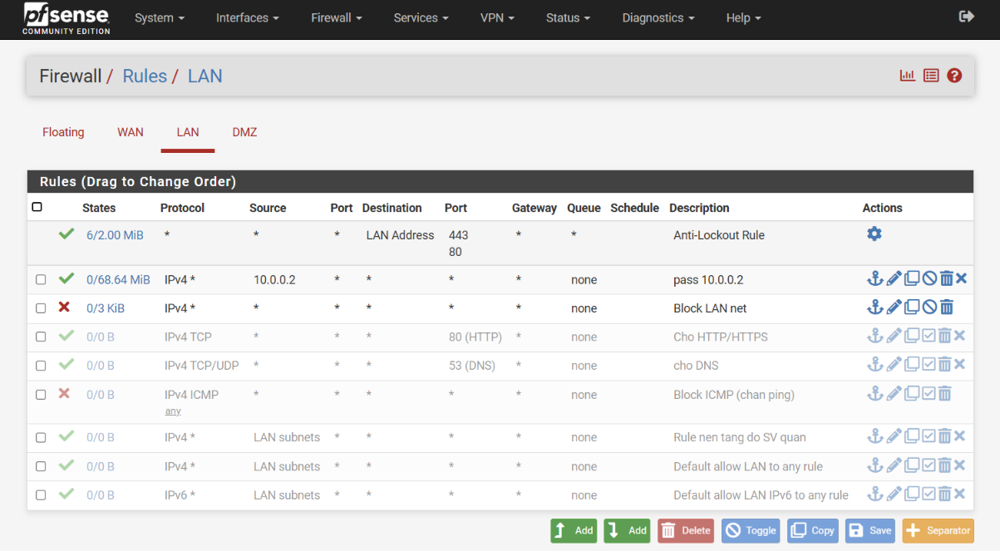 pfsense
COMMUNITY EDITION
System Interfaces Firewall Services VPN Status Diagnostics Help
Firewall / Rules / LAN
Floating WAN LAN DMZ
Rules (Drag to Change Order)
States Protocol Source Port Destination Port Gateway Queue Schedule Description Actions
6/2.00 MiB * * * LAN Address 443 * * Anti-Lockout Rule
80
0/68.64 MiB IPv4 * 10.0.0.2 * * * * none pass 10.0.0.2
0/3 KiB IPv4 * * * * * * none Block LAN net
0/0 B IPv4 TCP * * * 80 (HTTP) * none Cho HTTP/HTTPS
0/0 B IPv4 TCP/UDP * * * 53 (DNS) * none cho DNS
0/0 B IPv4 ICMP * * * * * none Block ICMP (chan ping)
any
0/0 B IPv4 * LAN subnets * * * * none Rule nen tang do SV quan
0/0 B IPv4 * LAN subnets * * * * none Default allow LAN to any rule
0/0 B IPv6 * LAN subnets * * * * none Default allow LAN IPv6 to any rule
Add Add Delete Toggle Copy Save Separator